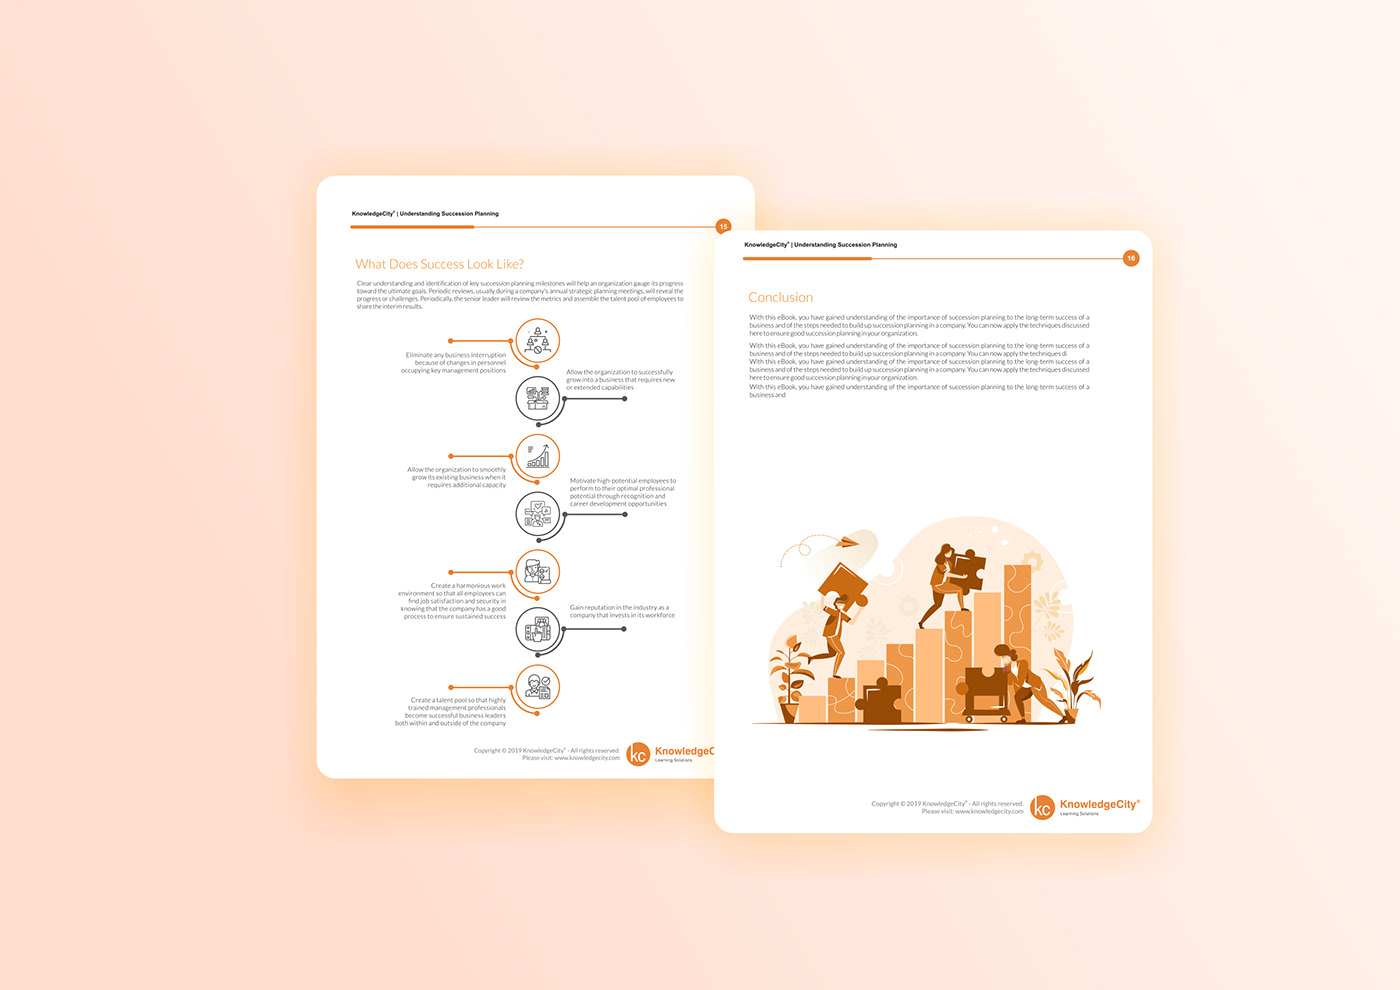 KnowledgeCity® | Understanding Succession Planning
15
What Does Success Look Like?
Clear understanding and identification of key succession planning milestones will help an organization gauge its progress
toward the ultimate goals. Periodic reviews, usually during a company's annual strategic planning meetings, will reveal the
progress or challenges. Periodically, the senior leader will review the metrics and assemble the talent pool of employees to
share the interim results.
Eliminate any business interruption
because of changes in personnel
occupying key management positions
Allow the organization to successfully
grow into a business that requires new
or extended capabilities
Allow the organization to smoothly
grow its existing business when it
requires additional capacity
Motivate high-potential employees to
perform to their optimal professional
potential through recognition and
career development opportunities
Create a harmonious work
environment so that all employees can
find job satisfaction and security in
knowing that the company has a good
process to ensure sustained success
Gain reputation in the industry as a
company that invests in its workforce
Create a talent pool so that highly
trained management professionals
become successful business leaders
both within and outside of the company
Copyright © 2019 KnowledgeCity® - All rights reserved.
Please visit: www.knowledgecity.com
kc
KnowledgeC
Learning Solutions
KnowledgeCity® | Understanding Succession Planning
16
Conclusion
With this eBook, you have gained understanding of the importance of succession planning to the long-term success of a
business and of the steps needed to build up succession planning in a company. You can now apply the techniques discussed
here to ensure good succession planning in your organization.
With this eBook, you have gained understanding of the importance of succession planning to the long-term success of a
business and of the steps needed to build up succession planning in a company. You can now apply the techniques di
With this eBook, you have gained understanding of the importance of succession planning to the long-term success of a
business and of the steps needed to build up succession planning in a company. You can now apply the techniques discussed
here to ensure good succession planning in your organization.
With this eBook, you have gained understanding of the importance of succession planning to the long-term success of a
business and
Copyright © 2019 KnowledgeCity® - All rights reserved.
Please visit: www.knowledgecity.com
kc
KnowledgeCity®
Learning Solutions